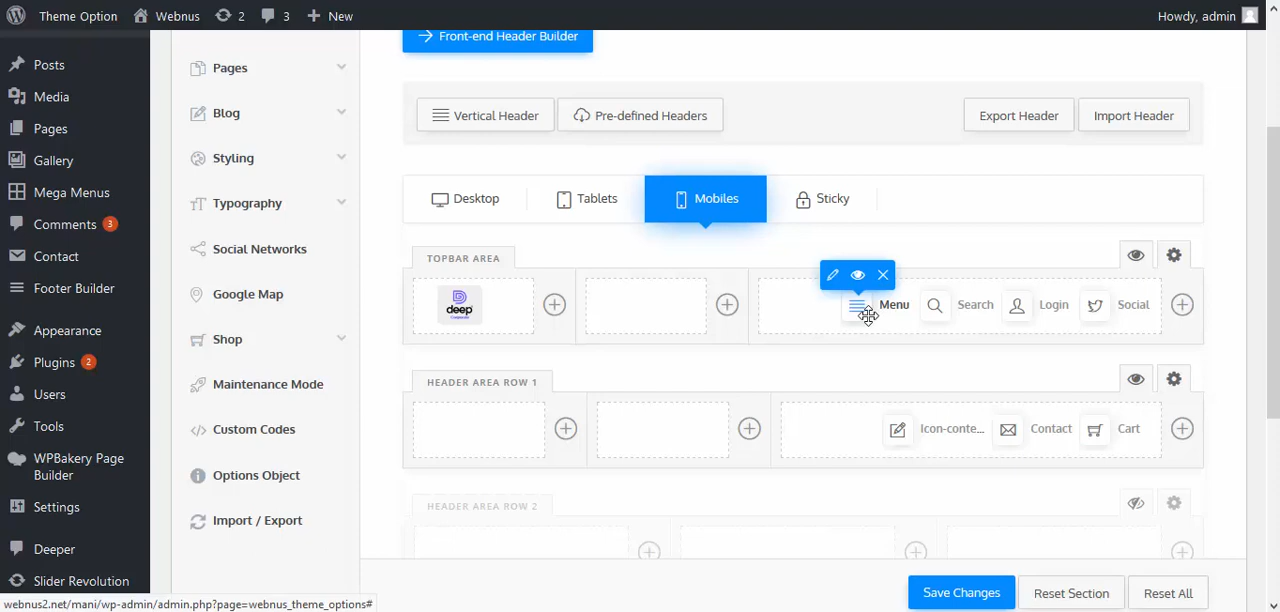 Theme Option Webnus 2 3 New Howdy, admin
Posts
Media
Pages
Gallery
Mega Menus
Comments 3
Contact
Footer Builder
Appearance
Plugins 2
Users
Tools
WPBakery Page
Builder
Settings
Deeper
Slider Revolution
Pages
Blog
Styling
Typography
Social Networks
Google Map
Shop
Maintenance Mode
Custom Codes
Options Object
Import / Export
Front-end Header Builder
Vertical Header Pre-defined Headers Export Header Import Header
Desktop Tablets Mobiles Sticky
TOPBAR AREA
deep Menu Search Login Social
HEADER AREA ROW 1
Icon-conte... Contact Cart
HEADER AREA ROW 2
Save Changes Reset Section Reset All
webnus2.net/mani/wp-admin/admin.php?page=webnus_theme_options#